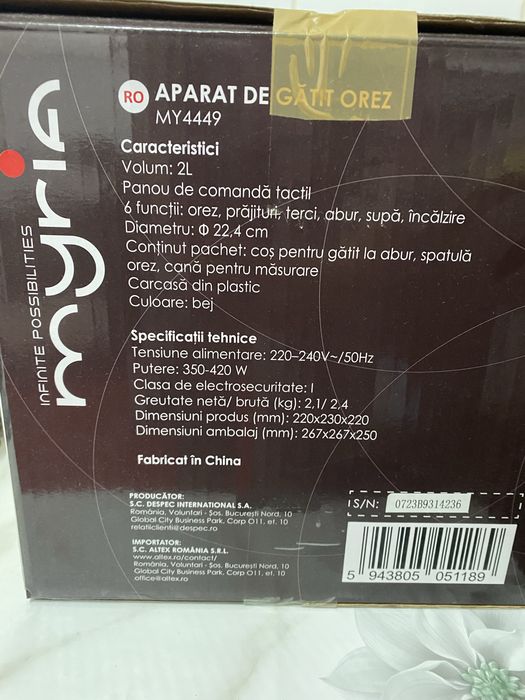 myria
INFINITE POSSIBILITIES
RO APARAT DE GĂTIT OREZ
MY4449
Caracteristici
Volum: 2L
Panou de comandă tactil
6 funcții: orez, prăjituri, terci, abur, supă, încălzire
Diametru: Φ 22,4 cm
Conținut pachet: coș pentru gătit la abur, spatulă
orez, cană pentru măsurare
Carcasă din plastic
Culoare: bej
Specificații tehnice
Tensiune alimentare: 220–240V~/50Hz
Putere: 350-420 W
Clasa de electrosecuritate: I
Greutate netă/ brută (kg): 2,1/ 2,4
Dimensiuni produs (mm): 220x230x220
Dimensiuni ambalaj (mm): 267x267x250
Fabricat în China
PRODUCĂTOR:
S.C. DESPEC INTERNATIONAL S.A.
România, Voluntari - Șos. București Nord, 10
Global City Business Park, Corp O11, et. 10
relatiiclienti@despec.ro
IMPORTATOR:
S.C. ALTEX ROMÂNIA S.R.L.
www.altex.ro/contact/
România, Voluntari - Șos. București Nord, 10
Global City Business Park, Corp O11, et. 10
office@altex.ro
S/N: 0723B9314236
5 943805 051189